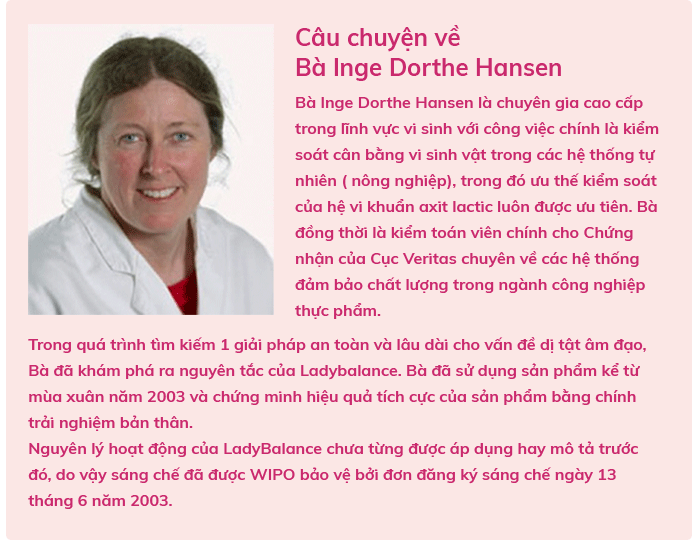 Câu chuyện về
Bà Inge Dorthe Hansen
Bà Inge Dorthe Hansen là chuyên gia cao cấp
trong lĩnh vực vi sinh với công việc chính là kiểm
soát cân bằng vi sinh vật trong các hệ thống tự
nhiên ( nông nghiệp), trong đó ưu thế kiểm soát
của hệ vi khuẩn axit lactic luôn được ưu tiên. Bà
đồng thời là kiểm toán viên chính cho Chứng
nhận của Cục Veritas chuyên về các hệ thống
đảm bảo chất lượng trong ngành công nghiệp
thực phẩm.
Trong quá trình tìm kiếm 1 giải pháp an toàn và lâu dài cho vấn đề dị tật âm đạo,
Bà đã khám phá ra nguyên tắc của Ladybalance. Bà đã sử dụng sản phẩm kể từ
mùa xuân năm 2003 và chứng minh hiệu quả tích cực của sản phẩm bằng chính
trải nghiệm bản thân.
Nguyên lý hoạt động của LadyBalance chưa từng được áp dụng hay mô tả trước
đó, do vậy sáng chế đã được WIPO bảo vệ bởi đơn đăng ký sáng chế ngày 13
tháng 6 năm 2003.